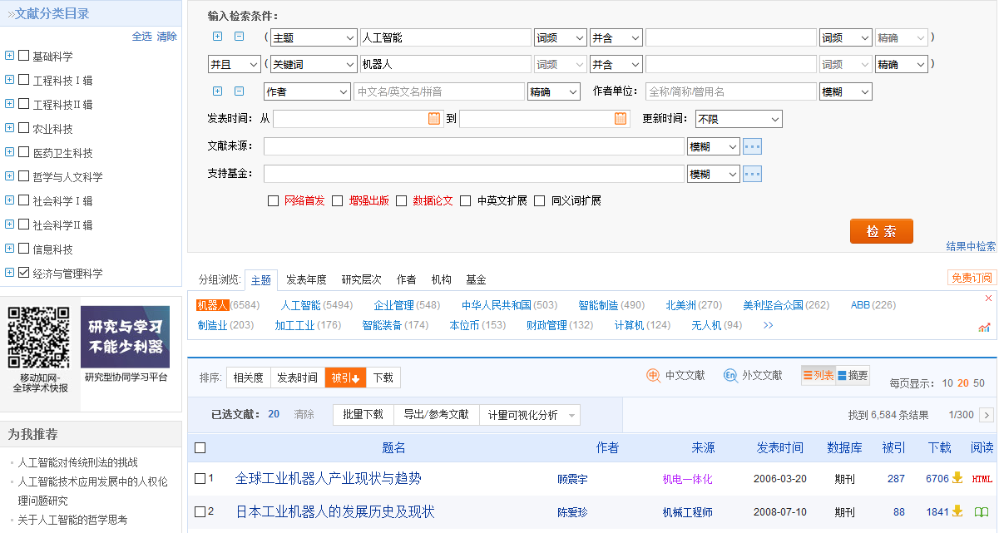 文献分类目录
全选 清除
基础科学
工程科技Ⅰ辑
工程科技Ⅱ辑
农业科技
医药卫生科技
哲学与人文科学
社会科学Ⅰ辑
社会科学Ⅱ辑
信息科技
经济与管理科学
研究与学习
不能少利器
移动知网-
全球学术快报
研究型协同学习平台
为我推荐
人工智能对传统刑法的挑战
人工智能技术应用发展中的人权伦
理问题研究
关于人工智能的哲学思考
输入检索条件：
( 主题 人工智能 词频 并含 词频 精确 )
并且 ( 关键词 机器人 词频 并含 词频 精确 )
作者 中文名/英文名/拼音 精确 作者单位： 全称/简称/曾用名 模糊
发表时间： 从 到 更新时间： 不限
文献来源： 模糊 ...
支持基金： 模糊 ...
网络首发 增强出版 数据论文 中英文扩展 同义词扩展
检 索
结果中检索
分组浏览： 主题 发表年度 研究层次 作者 机构 基金 免费订阅
机器人(6584) 人工智能(5494) 企业管理(548) 中华人民共和国(503) 智能制造(490) 北美洲(270) 美利坚合众国(262) ABB(226)
制造业(203) 加工工业(176) 智能装备(174) 本位币(153) 财政管理(132) 计算机(124) 无人机(94) >>
排序： 相关度 发表时间 被引 下载 中 中文文献 En 外文文献 列表 摘要 每页显示： 10 20 50
已选文献： 20 清除 批量下载 导出/参考文献 计量可视化分析 找到 6,584 条结果 1/300 >
题名 作者 来源 发表时间 数据库 被引 下载 阅读
1 全球工业机器人产业现状与趋势 顾震宇 机电一体化 2006-03-20 期刊 287 6706 HTML
2 日本工业机器人的发展历史及现状 陈爱珍 机械工程师 2008-07-10 期刊 88 1841